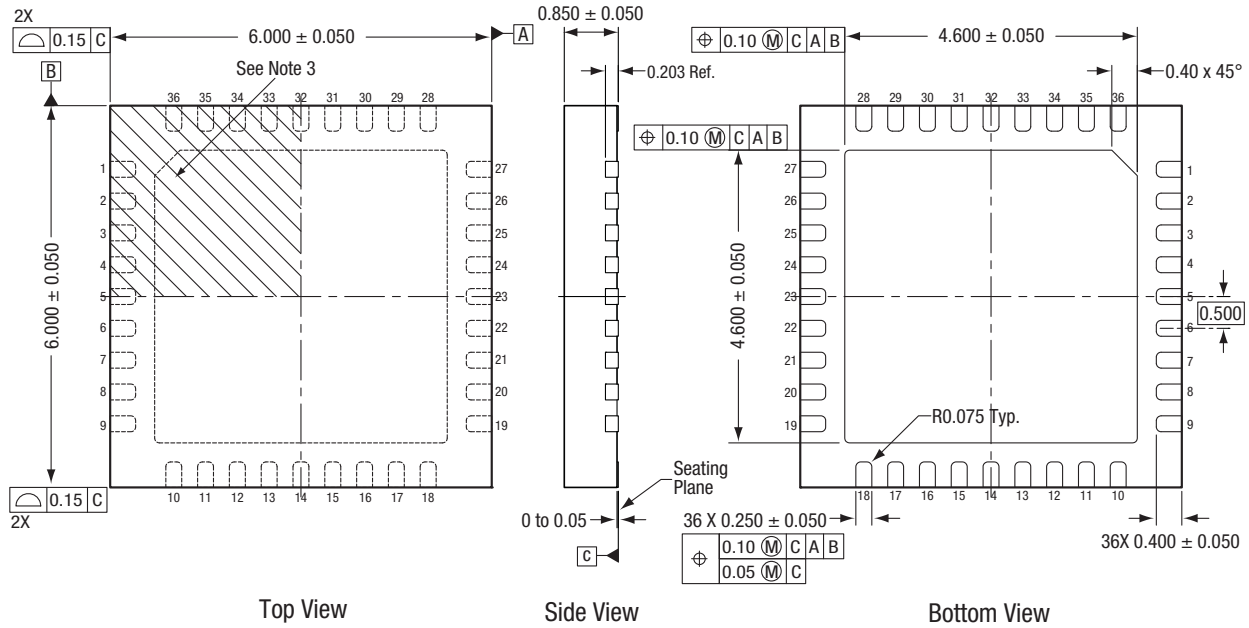 2X
⌓ 0.15 C
6.000 ± 0.050
A
B
See Note 3
36 35 34 33 32 31 30 29 28
1 27
2 26
3 25
4 24
5 23
6 22
7 21
8 20
9 19
10 11 12 13 14 15 16 17 18
6.000 ± 0.050
⌓ 0.15 C
2X
Top View
0.850 ± 0.050
0.203 Ref.
Seating
Plane
0 to 0.05
C
Side View
⌖ 0.10 Ⓜ C A B
4.600 ± 0.050
0.40 x 45°
⌖ 0.10 Ⓜ C A B
28 29 30 31 32 33 34 35 36
27 1
26 2
25 3
24 4
23 5
22 6
21 7
20 8
19 9
4.600 ± 0.050
0.500
R0.075 Typ.
18 17 16 15 14 13 12 11 10
36 X 0.250 ± 0.050
⌖ 0.10 Ⓜ C A B
0.05 Ⓜ C
36X 0.400 ± 0.050
Bottom View